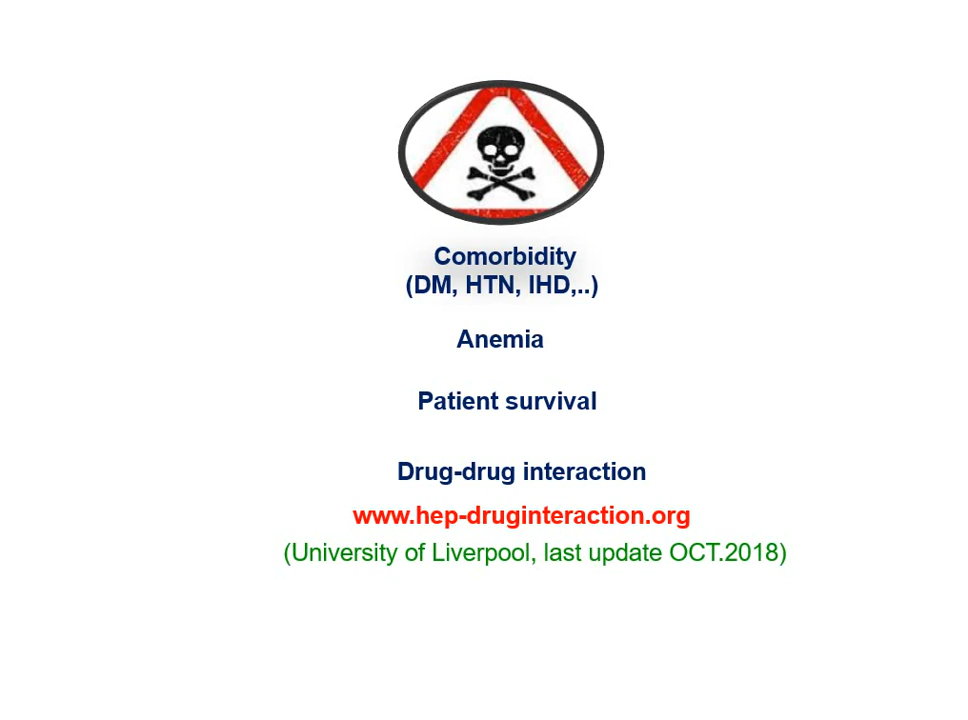 Comorbidity
(DM, HTN, IHD,..)
Anemia
Patient survival
Drug-drug interaction
www.hep-druginteraction.org
(University of Liverpool, last update OCT.2018)